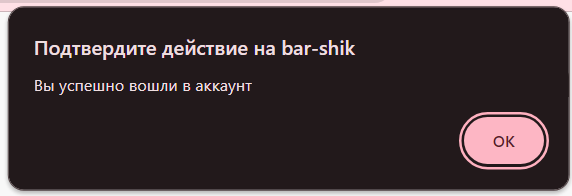 Подтвердите действие на bar-shik
Вы успешно вошли в аккаунт
OK